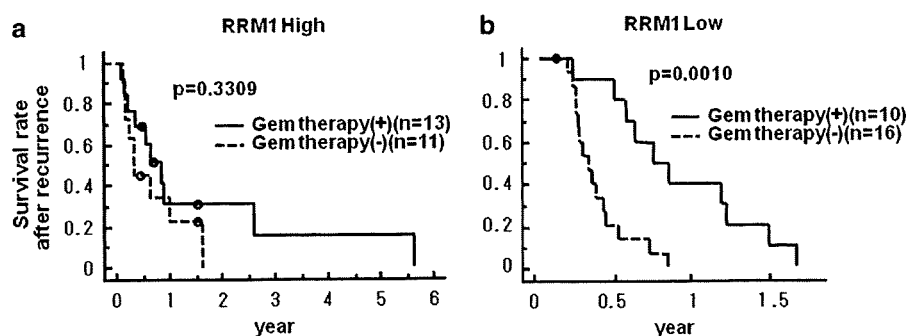 a
RRM1 High
1
0.8
0.6
0.4
0.2
0
p=0.3309
Gem therapy(+)(n=13)
Gem therapy(-)(n=11)
Survival rate
after recurrence
0 1 2 3 4 5 6
year
b
RRM1 Low
1
0.8
0.6
0.4
0.2
0
p=0.0010
Gem therapy(+)(n=10)
Gem therapy(-)(n=16)
0 0.5 1 1.5
year